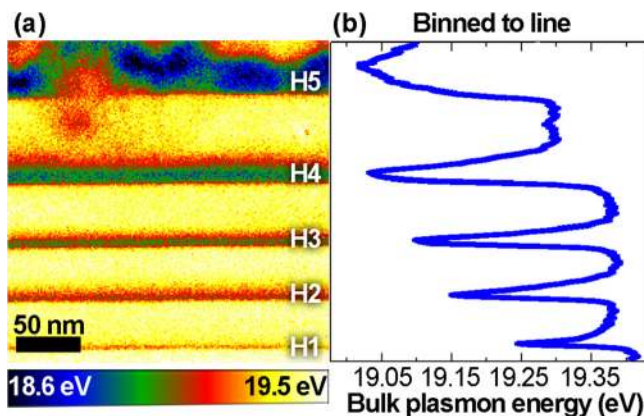 (a)
(b) Binned to line
H5
H4
H3
H2
H1
50 nm
18.6 eV 19.5 eV
19.05 19.15 19.25 19.35
Bulk plasmon energy (eV)